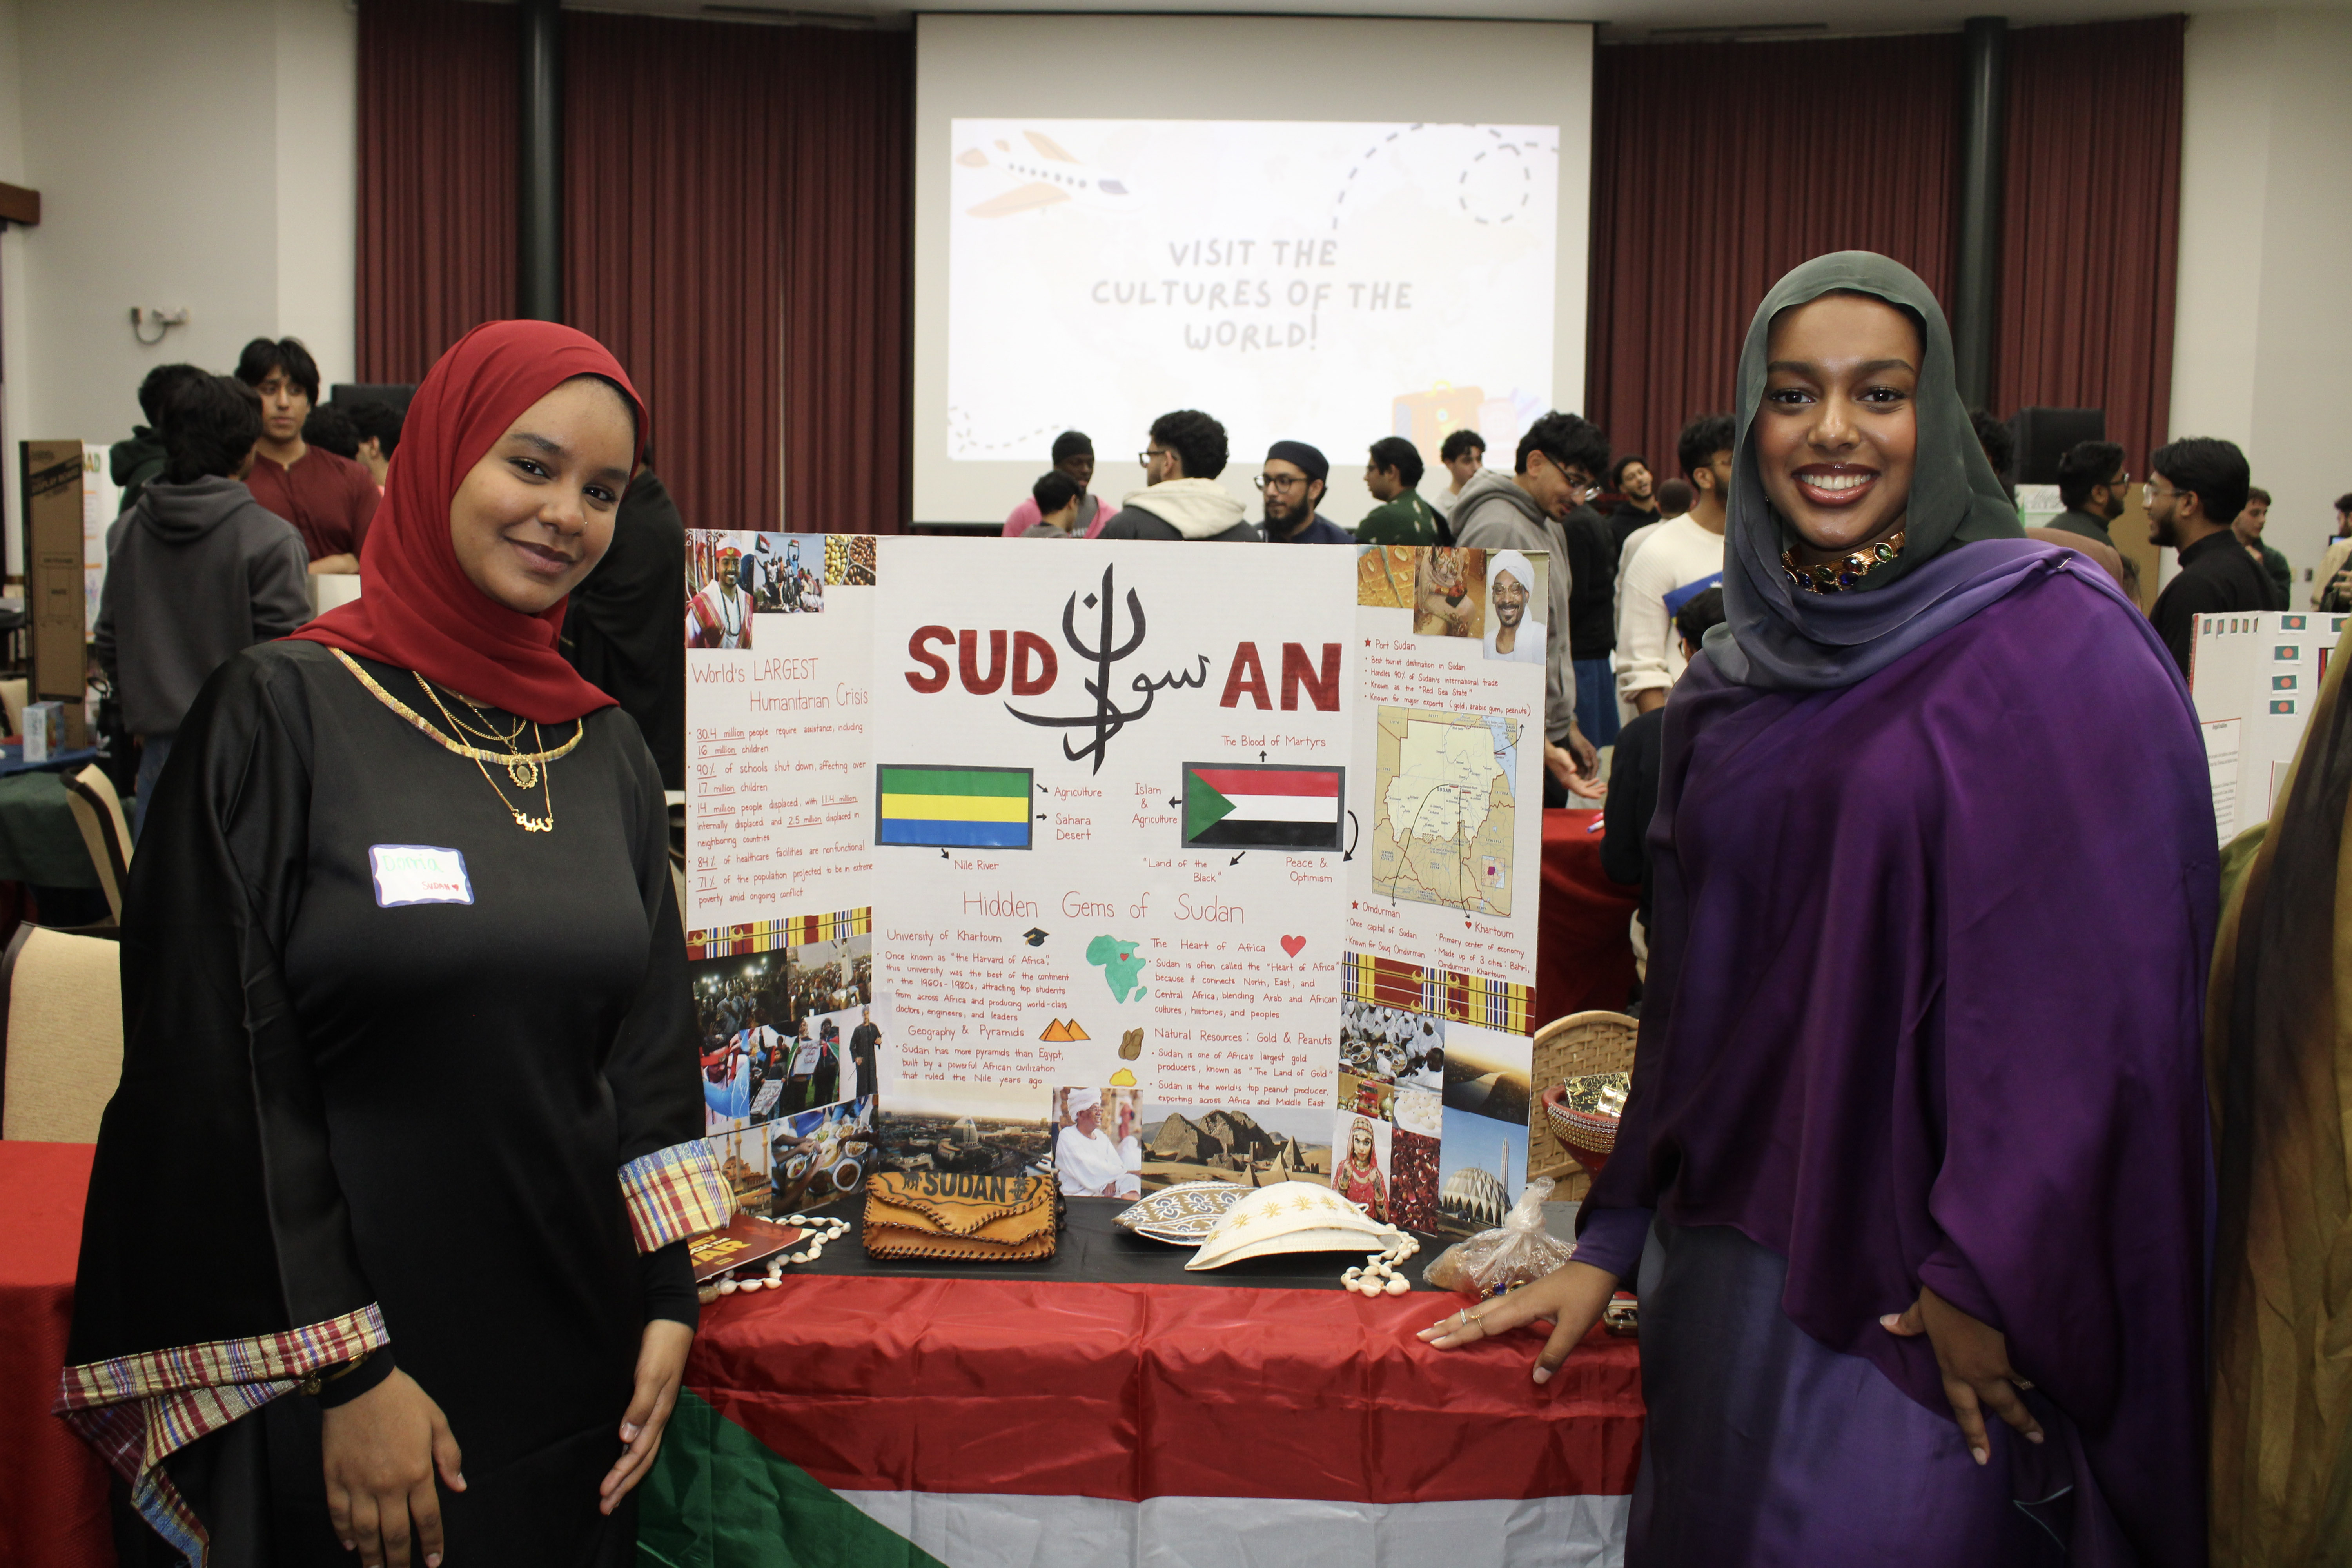 VISIT THE
CULTURES OF THE
WORLD!
SUD
سودان
AN
World's LARGEST
Humanitarian Crisis
30.4 million people require assistance, including
16 million children
90% of schools shut down, affecting over
17 million children
14 million people displaced, with 11.4 million
internally displaced and 2.5 million displaced in
neighboring countries
84% of healthcare facilities are nonfunctional
71% of the population projected to be in extreme
poverty amid ongoing conflict
Agriculture
Sahara
Desert
Nile River
The Blood of Martyrs
Islam
&
Agriculture
"Land of the
Black"
Peace &
Optimism
Hidden Gems of Sudan
University of Khartoum
Once known as "the Harvard of Africa",
this university was the best of the continent
in the 1960s-1980s, attracting top students
from across Africa and producing world-class
doctors, engineers, and leaders
Geography & Pyramids
Sudan has more pyramids than Egypt,
built by a powerful African civilization
that ruled the Nile years ago
The Heart of Africa
Sudan is often called the "Heart of Africa"
because it connects North, East, and
Central Africa, blending Arab and African
cultures, histories, and peoples
Natural Resources: Gold & Peanuts
Sudan is one of Africa's largest gold
producers, known as "The Land of Gold"
Sudan is the world's top peanut producer,
exporting across Africa and Middle East
Port Sudan
Best tourist destination in Sudan
Handles 90% of Sudan's international trade
Known as the "Red Sea State"
Known for major exports (gold, arabic gum, peanuts)
SUDAN
Omdurman
Once capital of Sudan
Known for Souq Omdurman
Khartoum
Primary center of economy
Made up of 3 cities: Bahri,
Omdurman, Khartoum
Dania
SUDAN
SUDAN
WAR